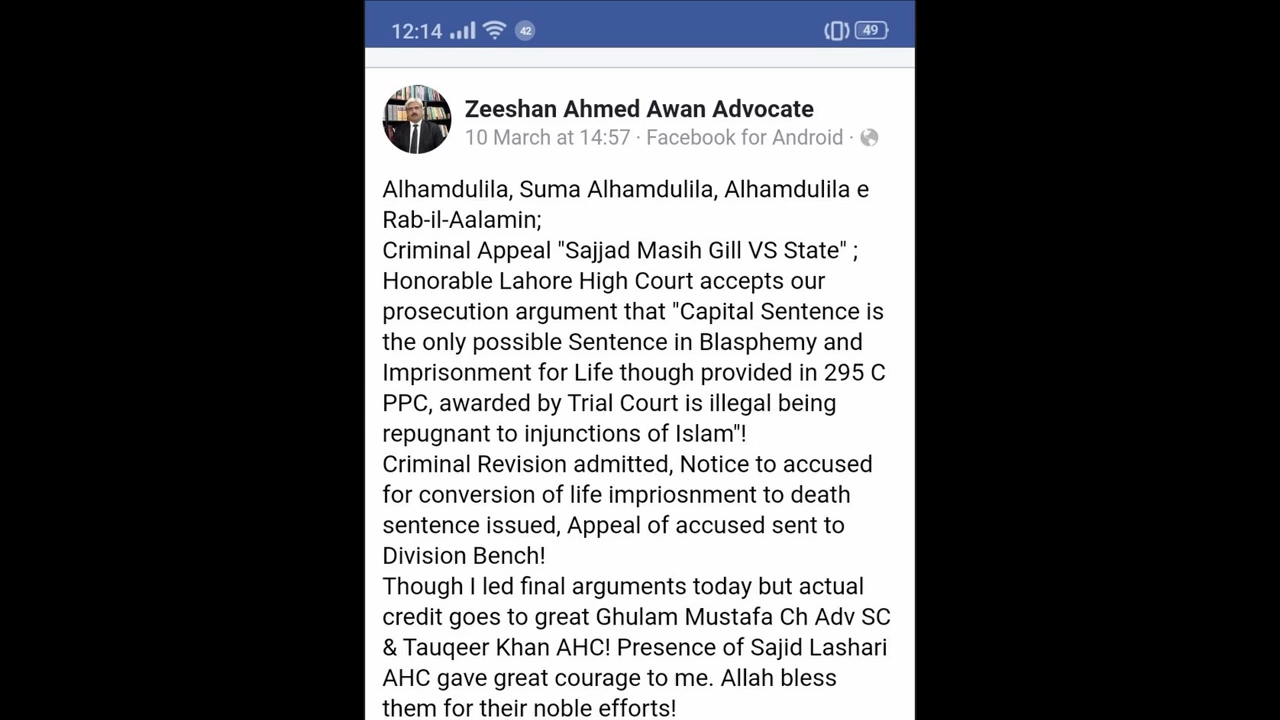 12:14 42 49
Zeeshan Ahmed Awan Advocate
10 March at 14:57 · Facebook for Android ·
Alhamdulila, Suma Alhamdulila, Alhamdulila e
Rab-il-Aalamin;
Criminal Appeal "Sajjad Masih Gill VS State" ;
Honorable Lahore High Court accepts our
prosecution argument that "Capital Sentence is
the only possible Sentence in Blasphemy and
Imprisonment for Life though provided in 295 C
PPC, awarded by Trial Court is illegal being
repugnant to injunctions of Islam"!
Criminal Revision admitted, Notice to accused
for conversion of life impriosnment to death
sentence issued, Appeal of accused sent to
Division Bench!
Though I led final arguments today but actual
credit goes to great Ghulam Mustafa Ch Adv SC
& Tauqeer Khan AHC! Presence of Sajid Lashari
AHC gave great courage to me. Allah bless
them for their noble efforts!